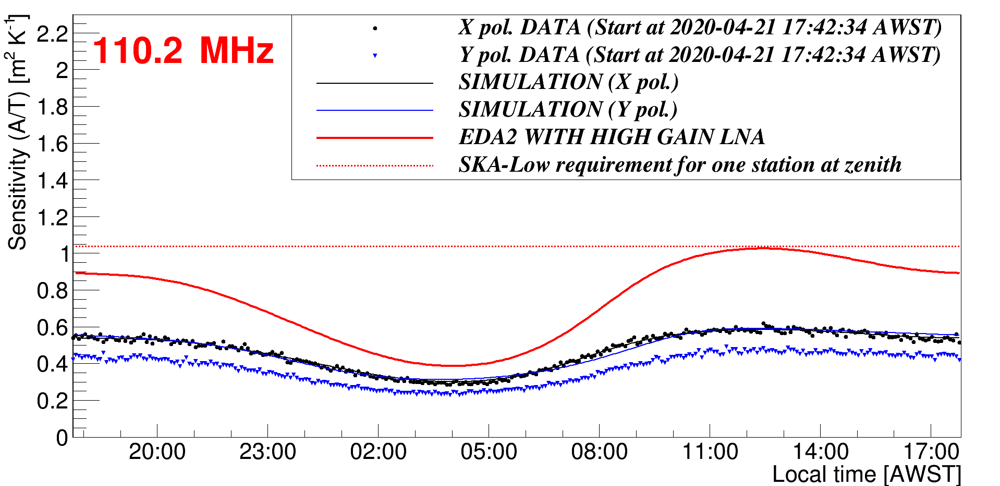 110.2 MHz
X pol. DATA (Start at 2020-04-21 17:42:34 AWST)
Y pol. DATA (Start at 2020-04-21 17:42:34 AWST)
SIMULATION (X pol.)
SIMULATION (Y pol.)
EDA2 WITH HIGH GAIN LNA
SKA-Low requirement for one station at zenith
Sensitivity (A/T) [m² K⁻¹]
2.2
2
1.8
1.6
1.4
1.2
1
0.8
0.6
0.4
0.2
0
20:00 23:00 02:00 05:00 08:00 11:00 14:00 17:00
Local time [AWST]